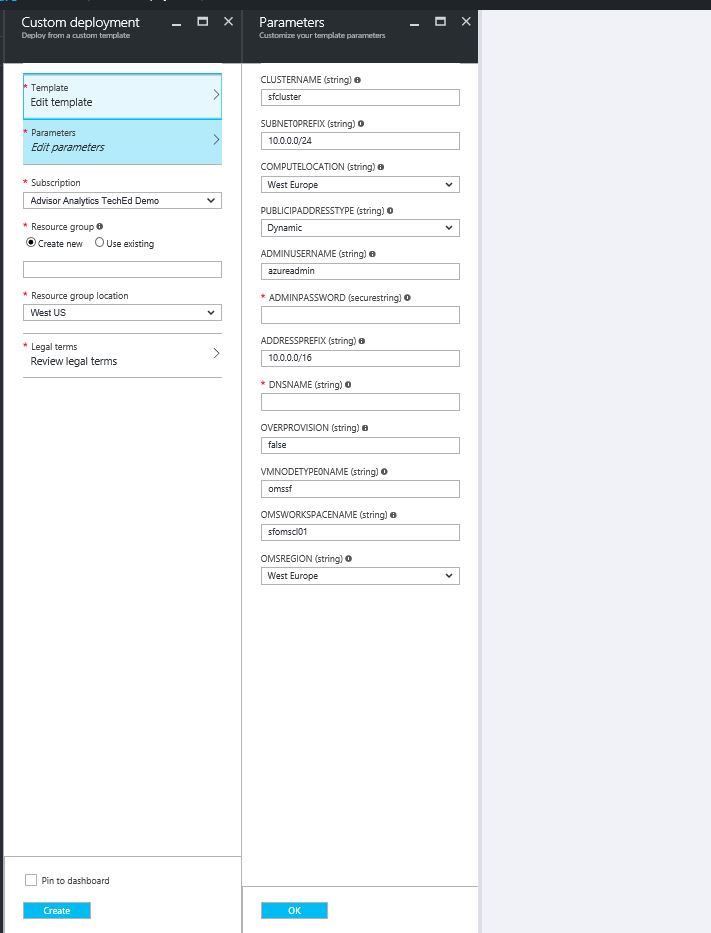 Custom deployment
Deploy from a custom template
* Template
Edit template
* Parameters
Edit parameters
* Subscription
Advisor Analytics TechEd Demo
* Resource group
Create new
Use existing
* Resource group location
West US
* Legal terms
Review legal terms
Pin to dashboard
Create
Parameters
Customize your template parameters
CLUSTERNAME (string)
sfcluster
SUBNET0PREFIX (string)
10.0.0.0/24
COMPUTELOCATION (string)
West Europe
PUBLICIPADDRESSTYPE (string)
Dynamic
ADMINUSERNAME (string)
azureadmin
* ADMINPASSWORD (securestring)
ADDRESSPREFIX (string)
10.0.0.0/16
* DNSNAME (string)
OVERPROVISION (string)
false
VMNODETYPE0NAME (string)
omssf
OMSWORKSPACENAME (string)
sfomscl01
OMSREGION (string)
West Europe
OK